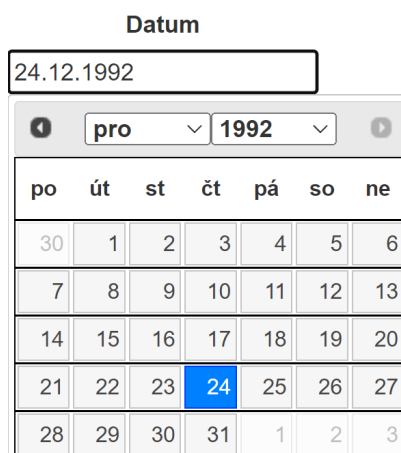 Datum
24.12.1992
pro 1992
po út st čt pá so ne
30 1 2 3 4 5 6
7 8 9 10 11 12 13
14 15 16 17 18 19 20
21 22 23 24 25 26 27
28 29 30 31 1 2 3